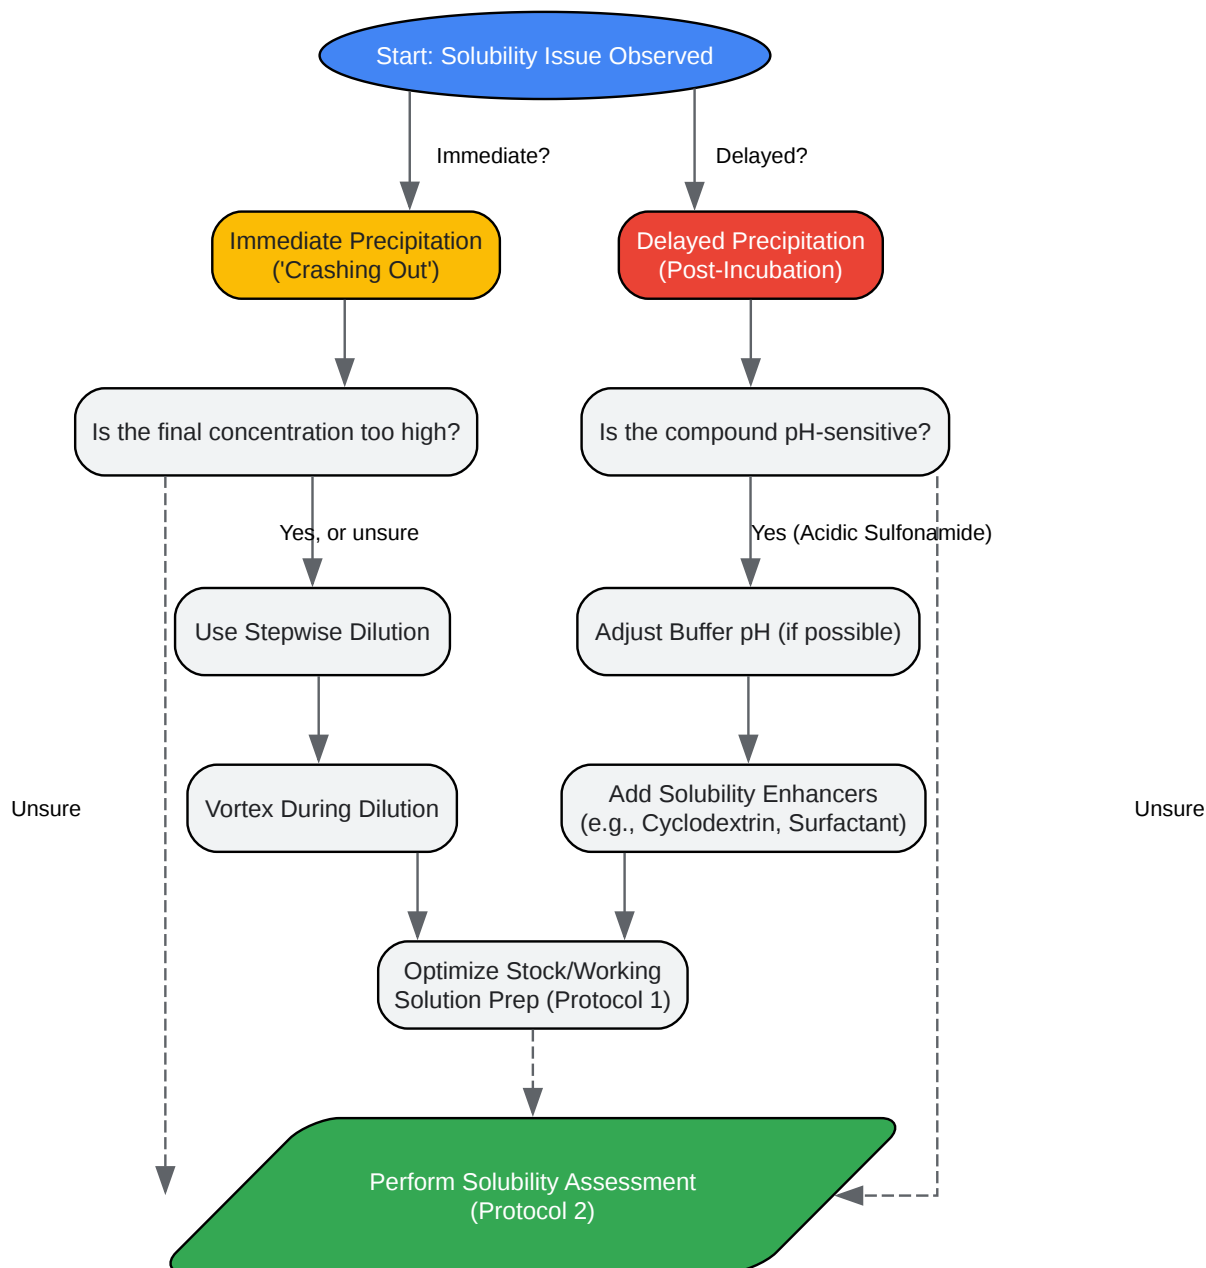 Start: Solubility Issue Observed
Immediate?
Delayed?
Immediate Precipitation
('Crashing Out')
Delayed Precipitation
(Post-Incubation)
Is the final concentration too high?
Is the compound pH-sensitive?
Yes, or unsure
Yes (Acidic Sulfonamide)
Use Stepwise Dilution
Adjust Buffer pH (if possible)
Unsure
Vortex During Dilution
Add Solubility Enhancers
(e.g., Cyclodextrin, Surfactant)
Unsure
Optimize Stock/Working
Solution Prep (Protocol 1)
Perform Solubility Assessment
(Protocol 2)